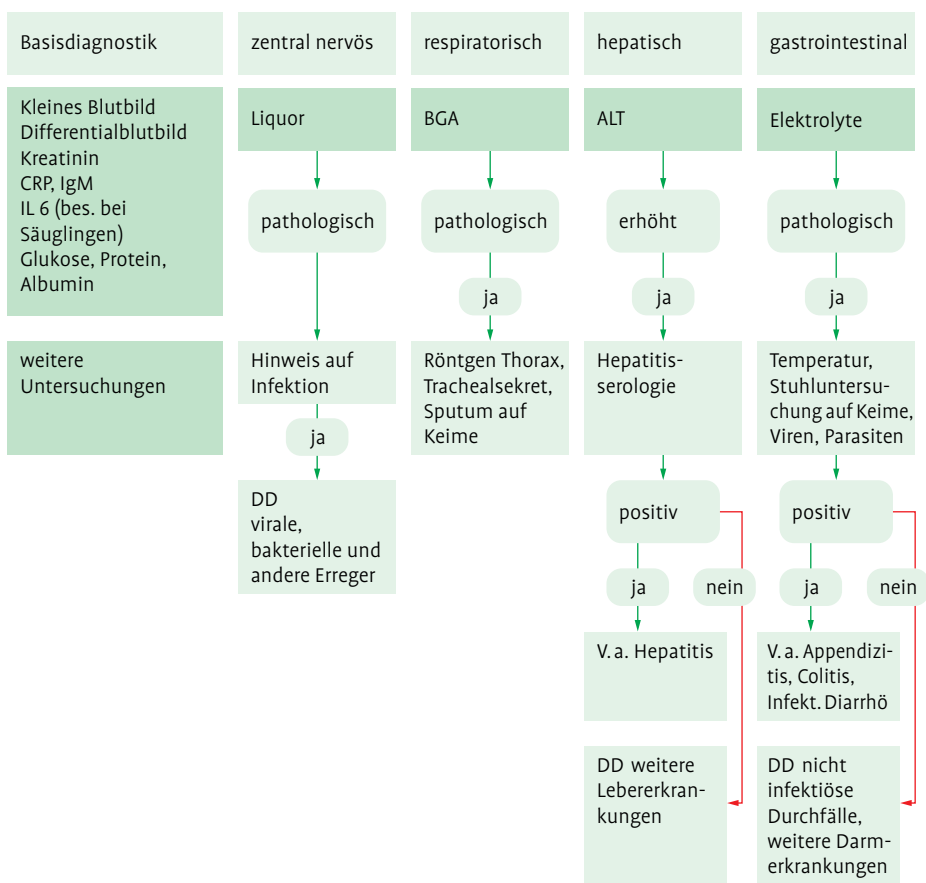 Basisdiagnostik
zentral nervös
respiratorisch
hepatisch
gastrointestinal
Kleines Blutbild
Differentialblutbild
Kreatinin
CRP, IgM
IL 6 (bes. bei
Säuglingen)
Glukose, Protein,
Albumin
Liquor
BGA
ALT
Elektrolyte
pathologisch
pathologisch
erhöht
pathologisch
ja
ja
ja
weitere
Untersuchungen
Hinweis auf
Infektion
Röntgen Thorax,
Trachealsekret,
Sputum auf
Keime
Hepatitis-
serologie
Temperatur,
Stuhluntersu-
chung auf Keime,
Viren, Parasiten
ja
DD
virale,
bakterielle und
andere Erreger
positiv
positiv
ja
nein
ja
nein
V. a. Hepatitis
V. a. Appendizi-
tis, Colitis,
Infekt. Diarrhö
DD weitere
Lebererkran-
kungen
DD nicht
infektiöse
Durchfälle,
weitere Darm-
erkrankungen